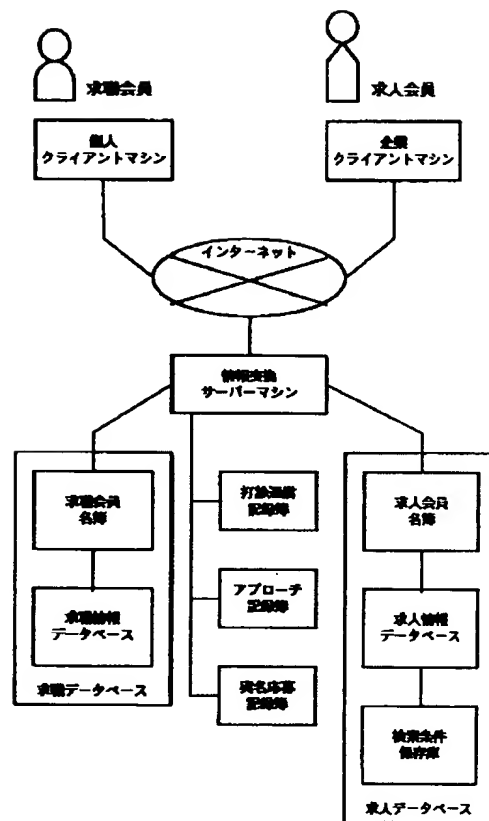 求職会員
求人会員
個人
クライアントマシン
企業
クライアントマシン
インターネット
情報交換
サーバーマシン
求職会員
名簿
打診連絡
記録簿
求人会員
名簿
求職情報
データベース
アプローチ
記録簿
求人情報
データベース
求職データベース
実名応募
記録簿
検索条件
保存庫
求人データベース